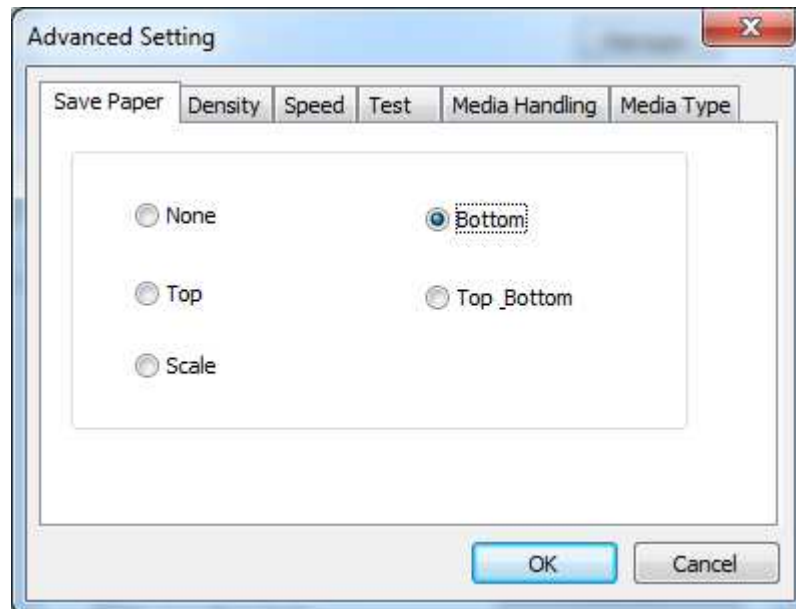 Advanced Setting
Save Paper Density Speed Test Media Handling Media Type
None Bottom
Top Top_Bottom
Scale
OK Cancel